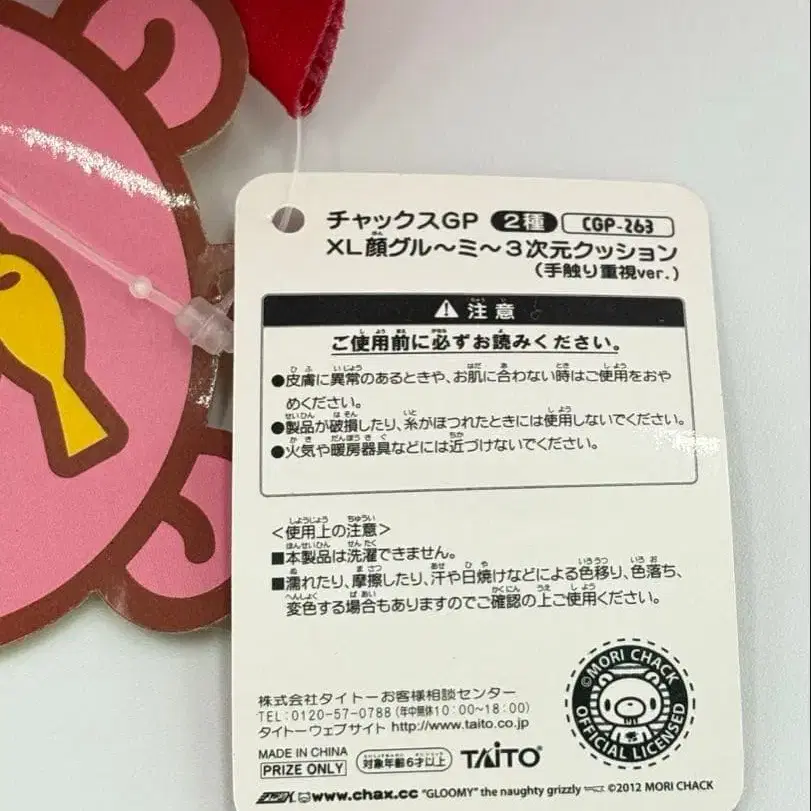 チャックスGP 2種 CGP-263
XL顔グル〜ミ〜3次元クッション
(手触り重視ver.)
⚠注意
ご使用前に必ずお読みください。
●皮膚に異常のあるときや、お肌に合わない時はご使用をおや
めください。
●製品が破損したり、糸がほつれたときには使用しないでください。
●火気や暖房器具などには近づけないでください。
<使用上の注意>
■本製品は洗濯できません。
■濡れたり、摩擦したり、汗や日焼けなどによる色移り、色落ち、
変色する場合もありますのでご確認の上ご使用ください。
株式会社タイトーお客様相談センター
TEL:0120-57-0788 (年中無休10:00〜18:00)
タイトーウェブサイト http://www.taito.co.jp
MADE IN CHINA
PRIZE ONLY
対象年齢6才以上
TAITO
©MORI CHACK
OFFICIAL LICENSED
www.chax.cc "GLOOMY" the naughty grizzly ©2012 MORI CHACK